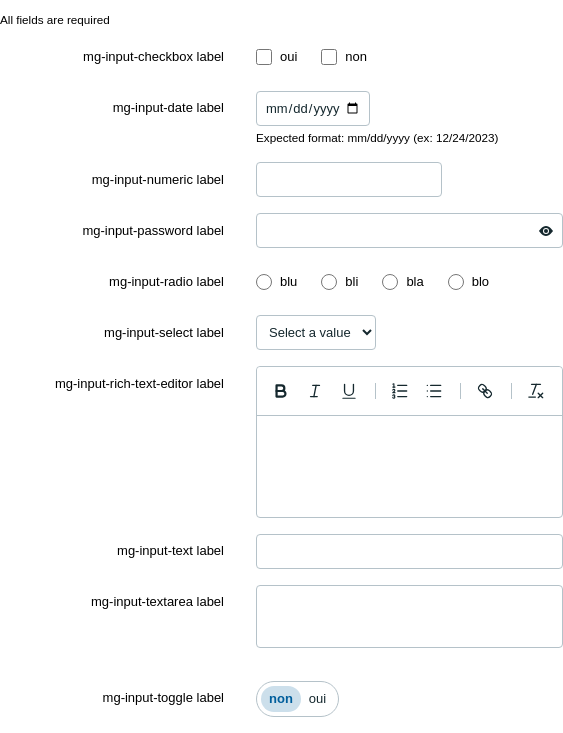 All fields are required
mg-input-checkbox label oui non
mg-input-date label mm/dd/yyyy
Expected format: mm/dd/yyyy (ex: 12/24/2023)
mg-input-numeric label
mg-input-password label
mg-input-radio label blu bli bla blo
mg-input-select label Select a value
mg-input-rich-text-editor label
mg-input-text label
mg-input-textarea label
mg-input-toggle label non oui